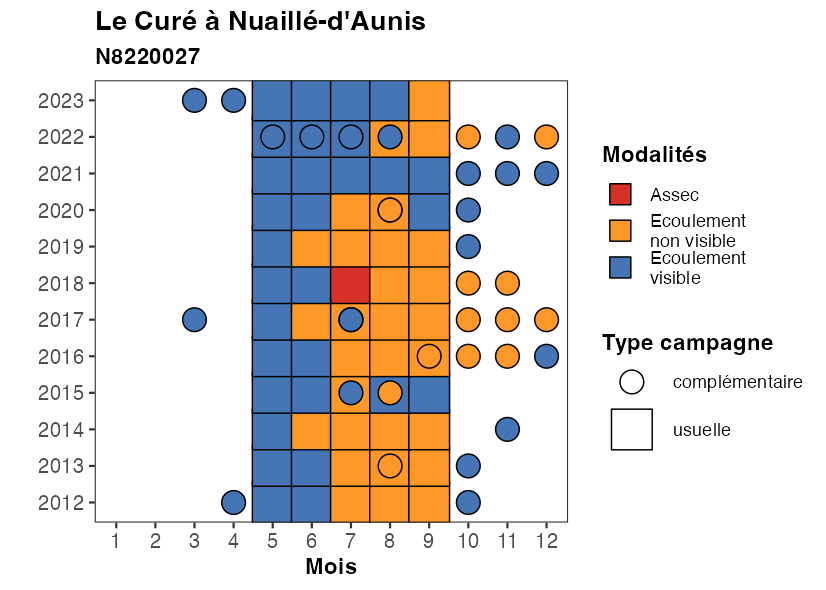 Le Curé à Nuaillé-d'Aunis
N8220027
2023
2022
2021
2020
2019
2018
2017
2016
2015
2014
2013
2012
1 2 3 4 5 6 7 8 9 10 11 12
Mois
Modalités
Assec
Ecoulement
non visible
Ecoulement
visible
Type campagne
complémentaire
usuelle